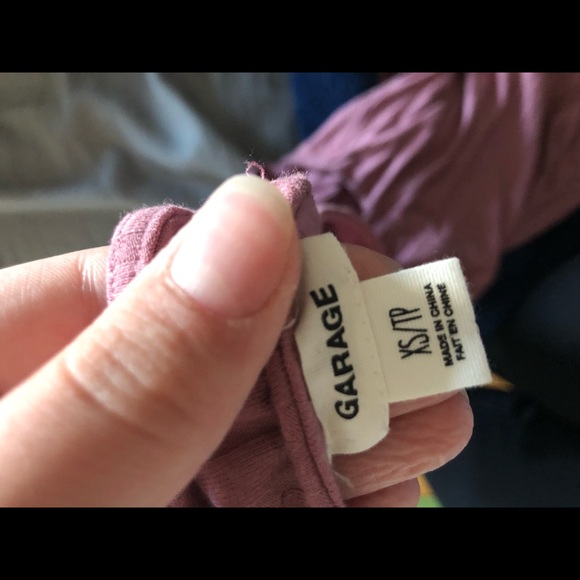 GARAGE
XS/TP
MADE IN CHINA
FAIT EN CHINE